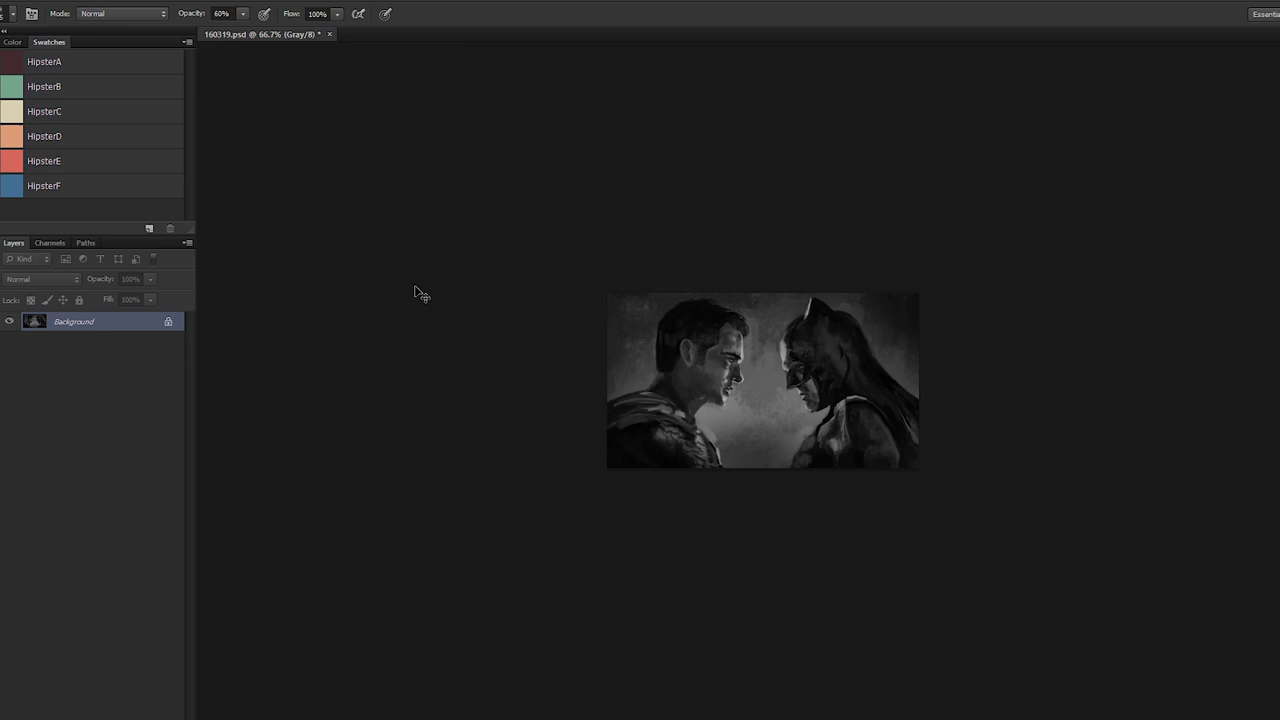 Mode: Normal Opacity: 60% Flow: 100% Essentia
160319.psd @ 66.7% (Gray/8) * ×
Color Swatches
HipsterA
HipsterB
HipsterC
HipsterD
HipsterE
HipsterF
Layers Channels Paths
Kind
Normal Opacity: 100%
Lock: Fill: 100%
Background